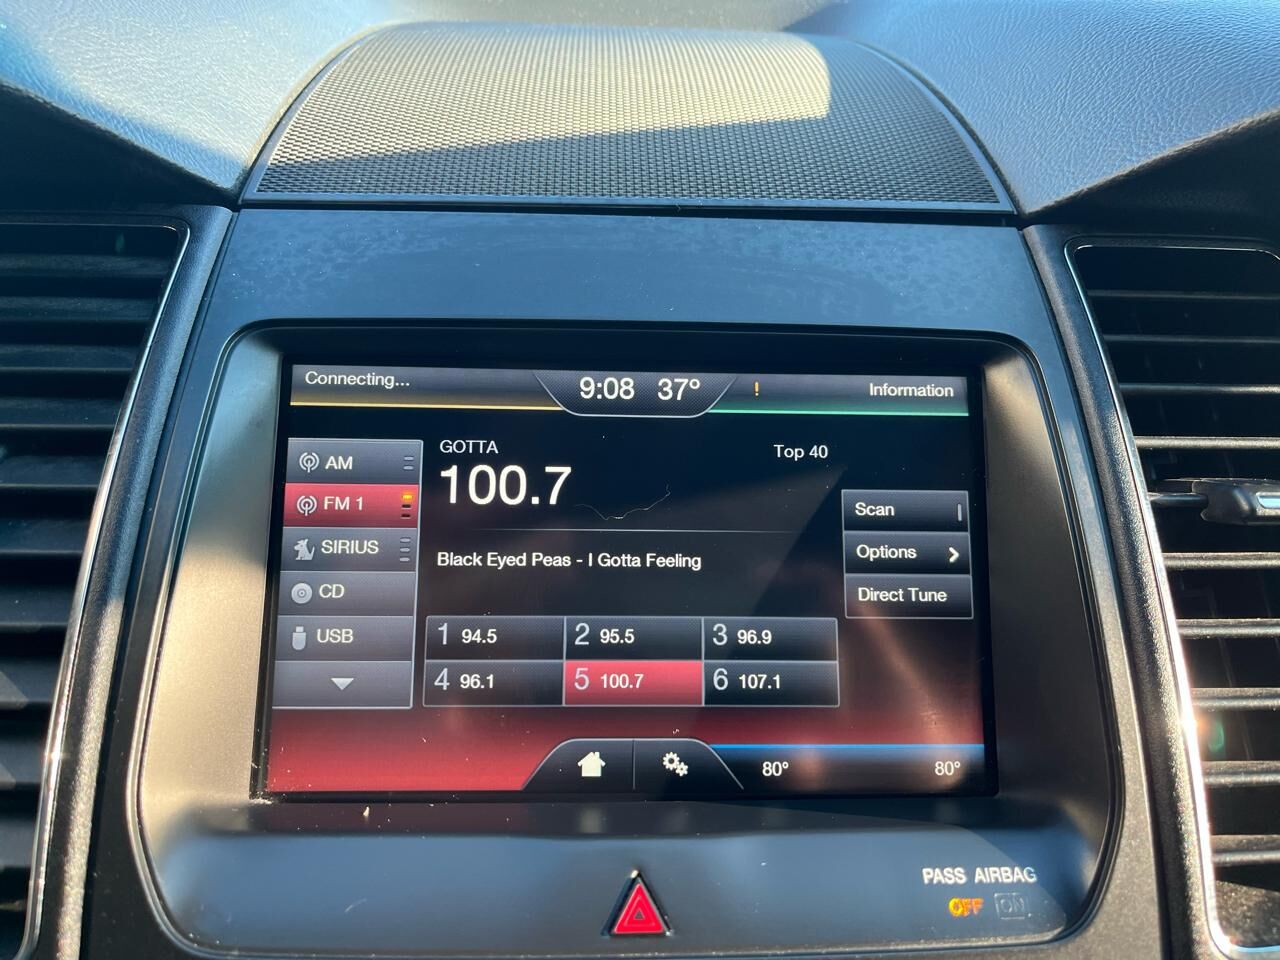 Connecting...
9:08 37°
!
Information
AM
FM 1
SIRIUS
CD
USB
GOTTA
Top 40
100.7
Black Eyed Peas - I Gotta Feeling
Scan
Options
Direct Tune
1 94.5
2 95.5
3 96.9
4 96.1
5 100.7
6 107.1
80°
80°
PASS AIRBAG
OFF ON